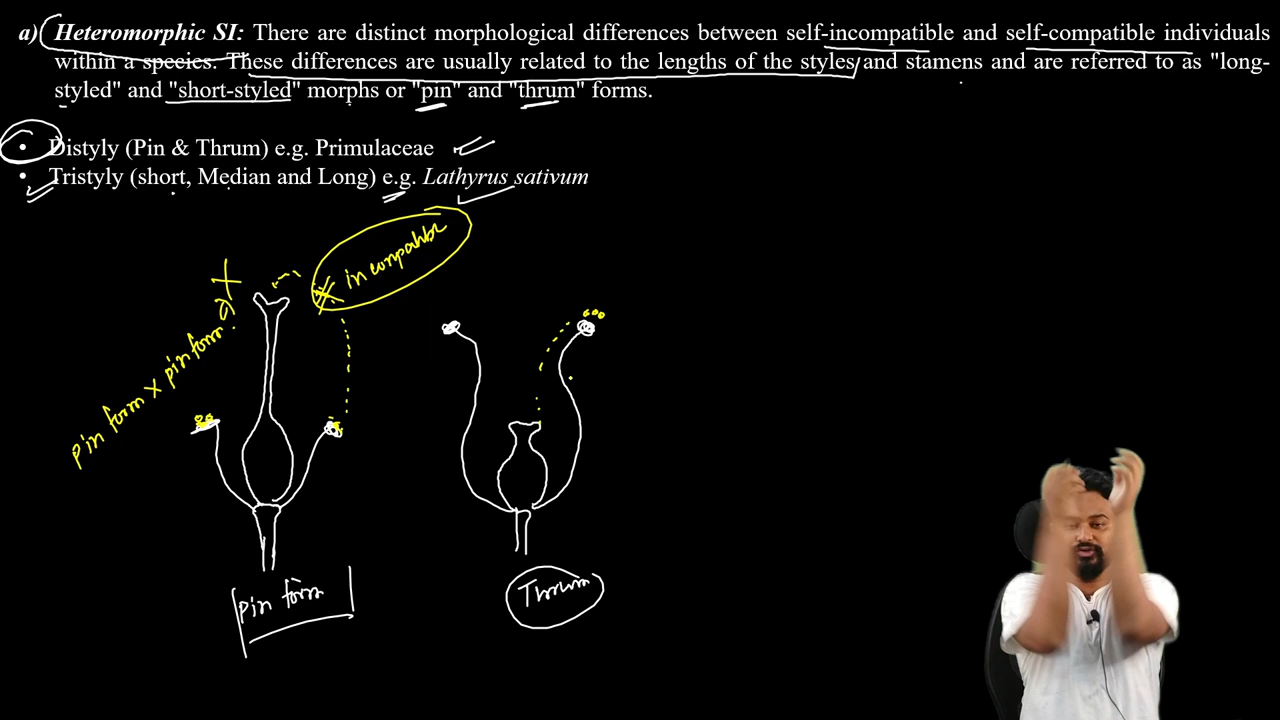 a) Heteromorphic SI: There are distinct morphological differences between self-incompatible and self-compatible individuals
within a species. These differences are usually related to the lengths of the styles and stamens and are referred to as "long-
styled" and "short-styled" morphs or "pin" and "thrum" forms.
• Distyly (Pin & Thrum) e.g. Primulaceae
• Tristyly (short, Median and Long) e.g. Lathyrus sativum
incompatible
pin form x pin form
pin form
Thrum